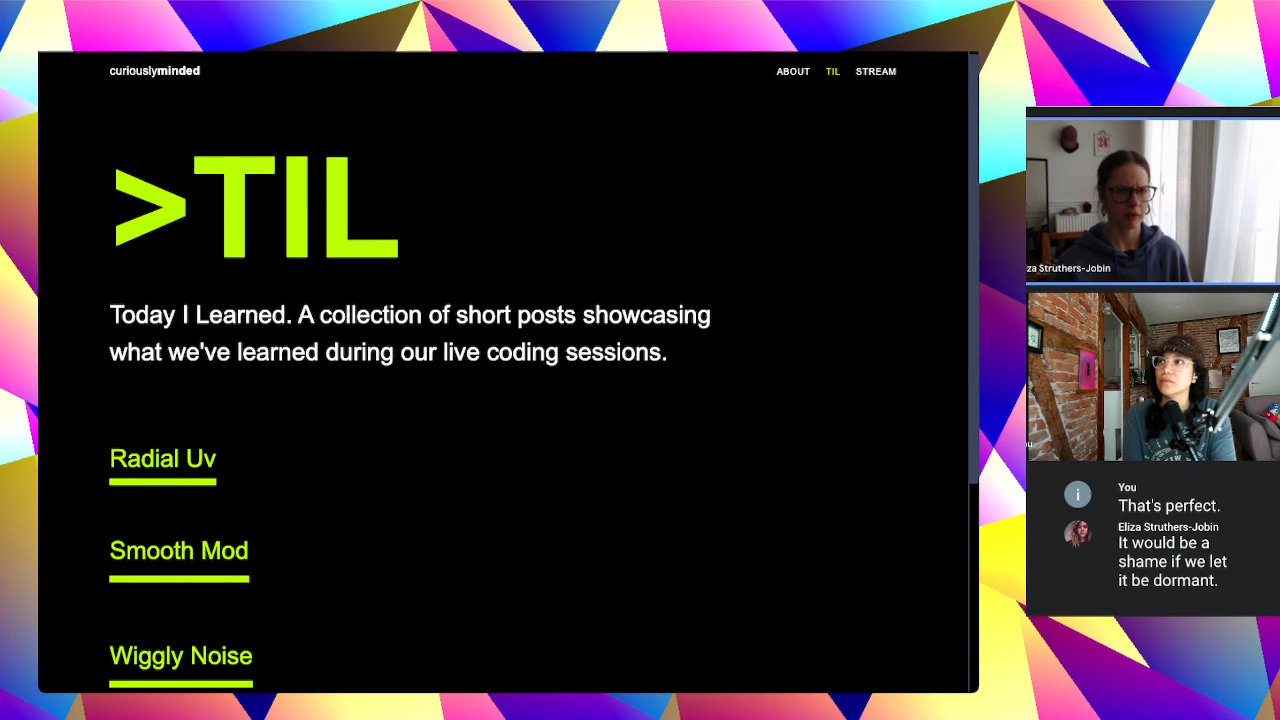 curiouslyminded
ABOUT TIL STREAM
>TIL
Today I Learned. A collection of short posts showcasing
what we've learned during our live coding sessions.
Radial Uv
Smooth Mod
Wiggly Noise
24
za Struthers-Jobin
ou
i
You
That's perfect.
Eliza Struthers-Jobin
It would be a
shame if we let
it be dormant.